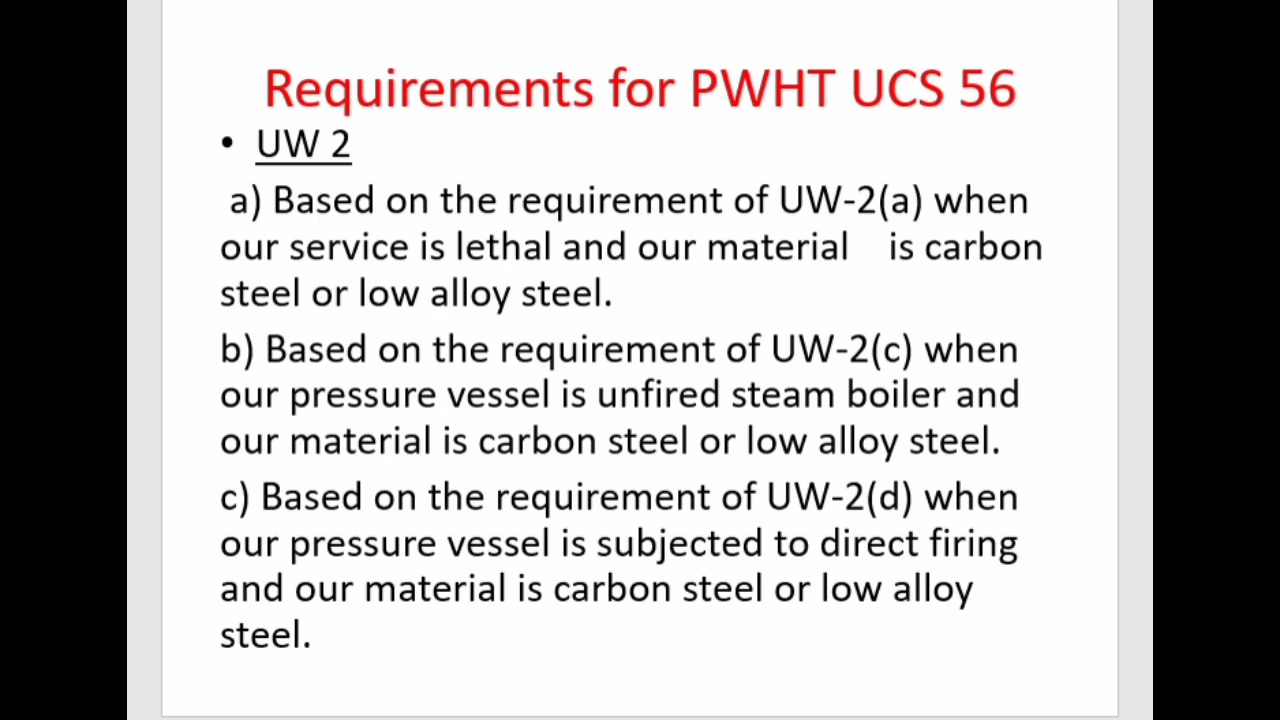 Requirements for PWHT UCS 56
• UW 2
a) Based on the requirement of UW-2(a) when
our service is lethal and our material is carbon
steel or low alloy steel.
b) Based on the requirement of UW-2(c) when
our pressure vessel is unfired steam boiler and
our material is carbon steel or low alloy steel.
c) Based on the requirement of UW-2(d) when
our pressure vessel is subjected to direct firing
and our material is carbon steel or low alloy
steel.